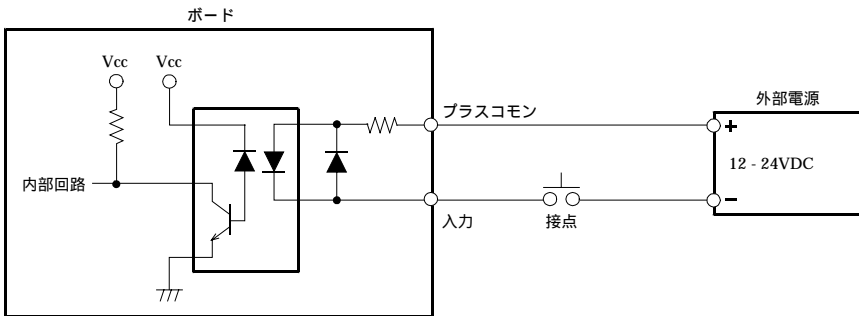 ボード
Vcc
Vcc
プラスコモン
外部電源
+
12 - 24VDC
内部回路
-
入力
接点